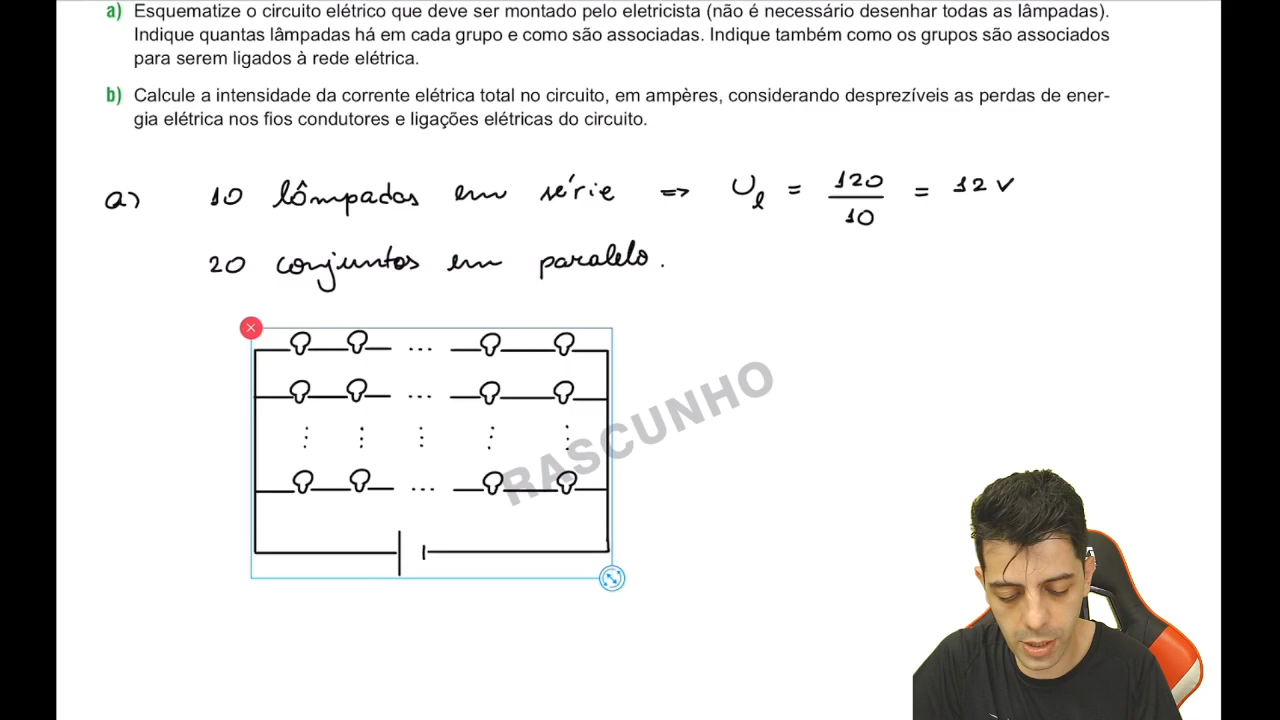 a) Esquematize o circuito elétrico que deve ser montado pelo eletricista (não é necessário desenhar todas as lâmpadas).
Indique quantas lâmpadas há em cada grupo e como são associadas. Indique também como os grupos são associados
para serem ligados à rede elétrica.
b) Calcule a intensidade da corrente elétrica total no circuito, em ampères, considerando desprezíveis as perdas de ener-
gia elétrica nos fios condutores e ligações elétricas do circuito.
a) 10 lâmpadas em série => Uℓ = 120/10 = 12 V
20 conjuntos em paralelo.
RASCUNHO